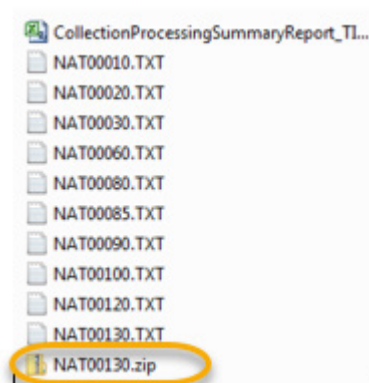 CollectionProcessingSummaryReport_TI...
NAT00010.TXT
NAT00020.TXT
NAT00030.TXT
NAT00060.TXT
NAT00080.TXT
NAT00085.TXT
NAT00090.TXT
NAT00100.TXT
NAT00120.TXT
NAT00130.TXT
NAT00130.zip